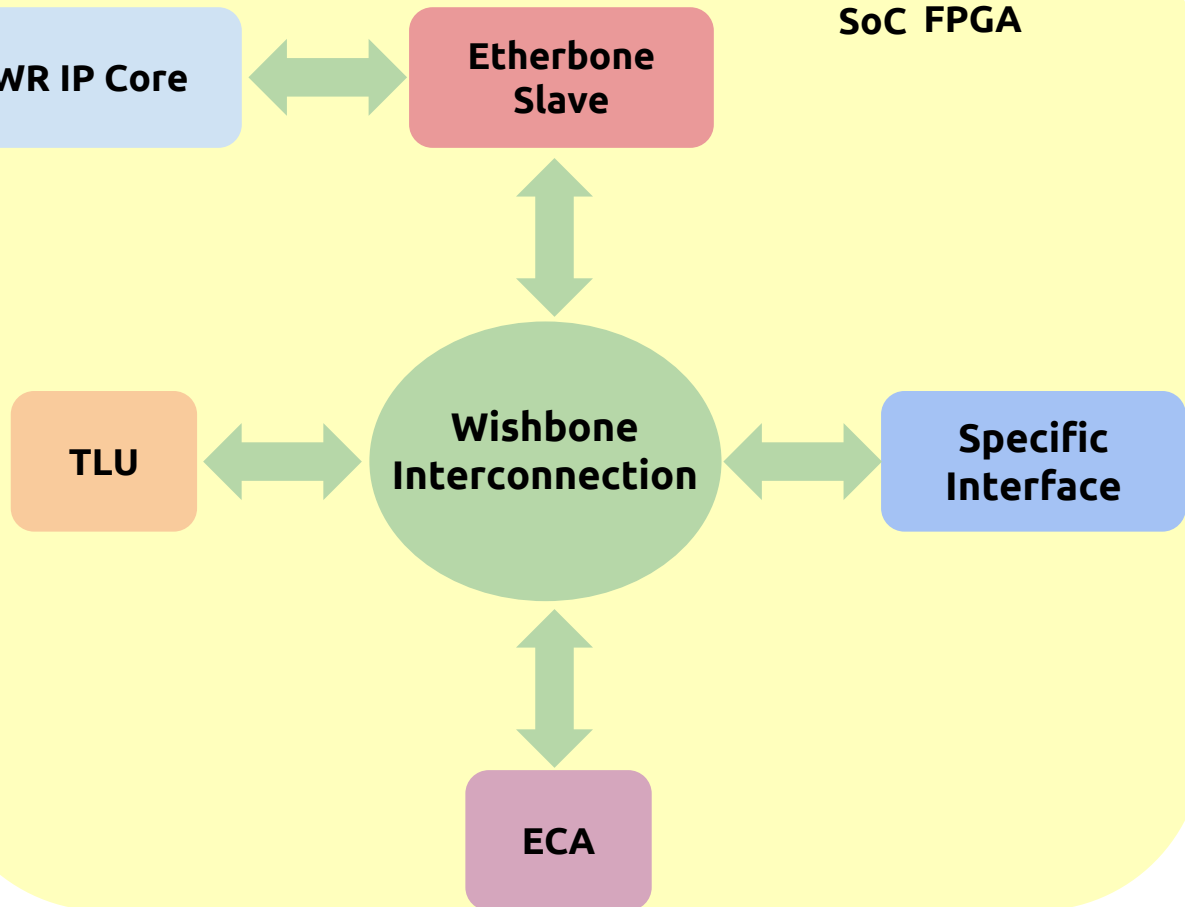 SoC FPGA
WR IP Core
Etherbone
Slave
TLU
Wishbone
Interconnection
Specific
Interface
ECA